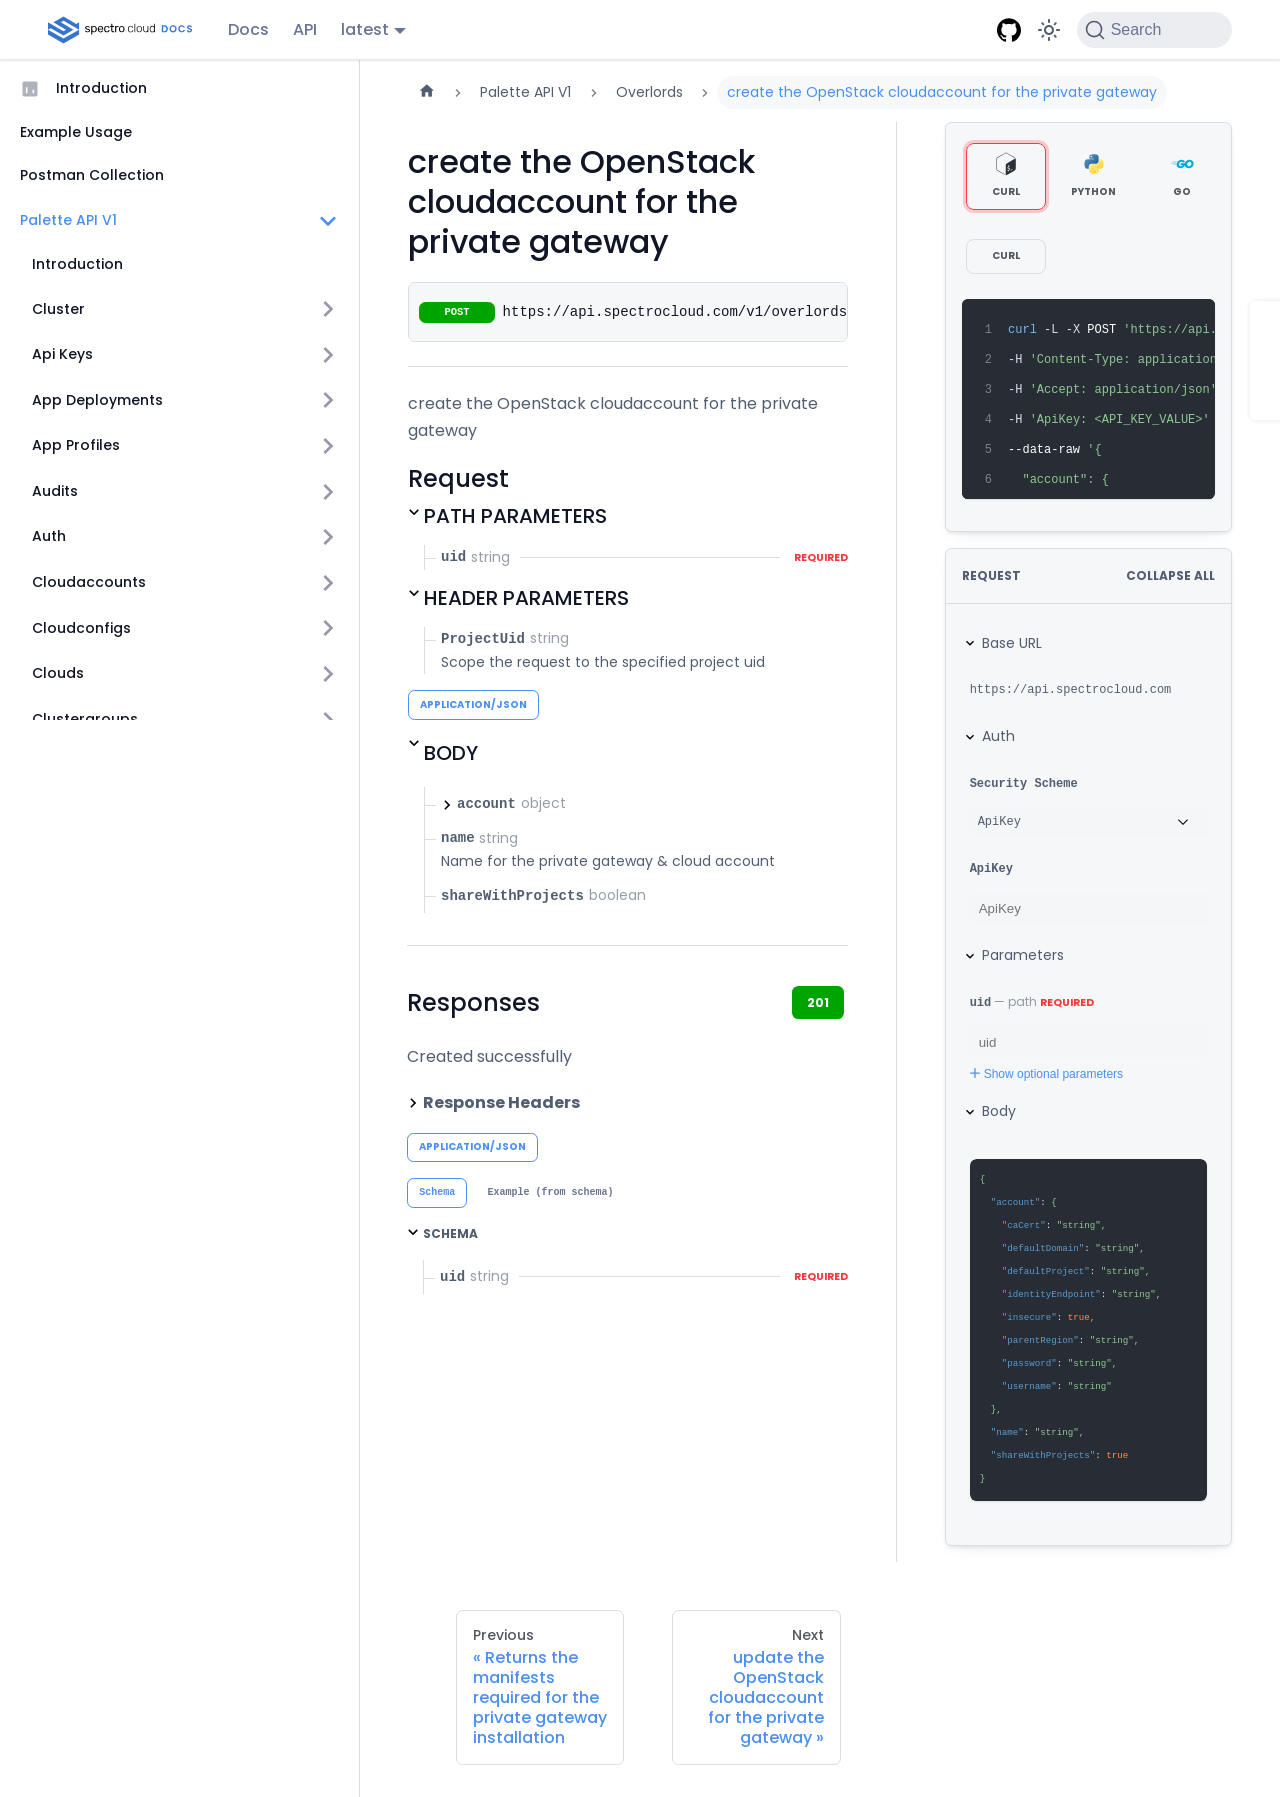 spectro cloud DOCS
Docs
API
latest
Search
Introduction
Example Usage
Postman Collection
Palette API V1
Introduction
Cluster
Api Keys
App Deployments
App Profiles
Audits
Auth
Cloudaccounts
Cloudconfigs
Clouds
Clustergroups
Palette API V1
Overlords
create the OpenStack cloudaccount for the private gateway
create the OpenStack
cloudaccount for the
private gateway
POST https://api.spectrocloud.com/v1/overlords
create the OpenStack cloudaccount for the private
gateway
Request
PATH PARAMETERS
uid string REQUIRED
HEADER PARAMETERS
ProjectUid string
Scope the request to the specified project uid
APPLICATION/JSON
BODY
account object
name string
Name for the private gateway & cloud account
shareWithProjects boolean
Responses
201
Created successfully
Response Headers
APPLICATION/JSON
Schema Example (from schema)
SCHEMA
uid string REQUIRED
CURL PYTHON GO
CURL
1 curl -L -X POST 'https://api.
2 -H 'Content-Type: application
3 -H 'Accept: application/json'
4 -H 'ApiKey: <API_KEY_VALUE>'
5 --data-raw '{
6 "account": {
REQUEST COLLAPSE ALL
Base URL
https://api.spectrocloud.com
Auth
Security Scheme
ApiKey
ApiKey
ApiKey
Parameters
uid — path REQUIRED
uid
Show optional parameters
Body
{
"account": {
"caCert": "string",
"defaultDomain": "string",
"defaultProject": "string",
"identityEndpoint": "string",
"insecure": true,
"parentRegion": "string",
"password": "string",
"username": "string"
},
"name": "string",
"shareWithProjects": true
}
Previous
« Returns the
manifests
required for the
private gateway
installation
Next
update the
OpenStack
cloudaccount
for the private
gateway »